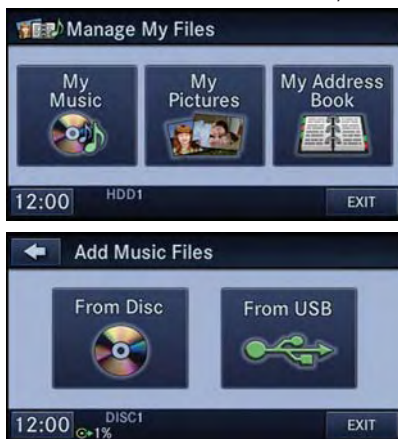 Manage My Files
My Music
My Pictures
My Address Book
12:00
HDD1
EXIT
Add Music Files
From Disc
From USB
12:00
DISC1
1%
EXIT